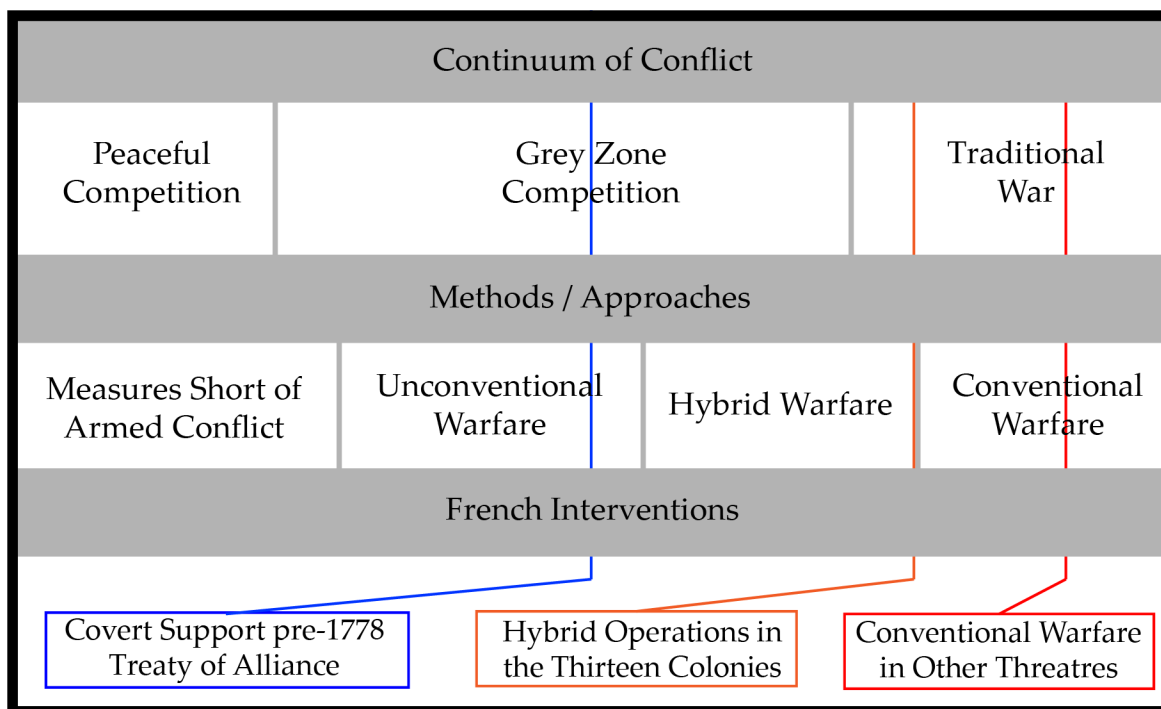 Continuum of Conflict
Peaceful
Competition
Grey Zone
Competition
Traditional
War
Methods / Approaches
Measures Short of
Armed Conflict
Unconventional
Warfare
Hybrid Warfare
Conventional
Warfare
French Interventions
Covert Support pre-1778
Treaty of Alliance
Hybrid Operations in
the Thirteen Colonies
Conventional Warfare
in Other Threatres